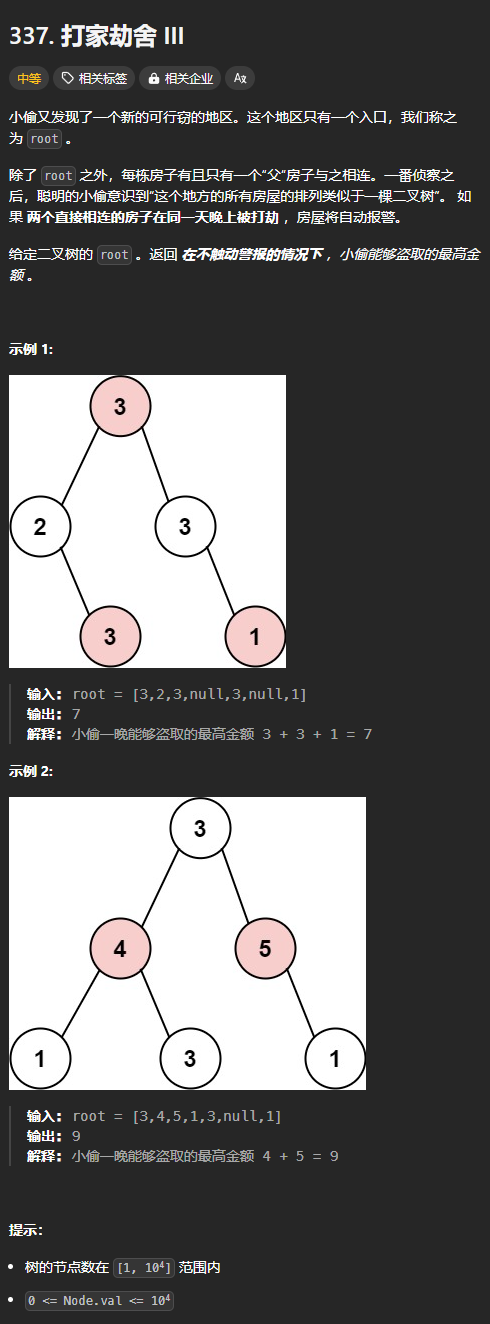 337. 打家劫舍 III
中等 相关标签 相关企业 Aあ
小偷又发现了一个新的可行窃的地区。这个地区只有一个入口，我们称之
为 root 。
除了 root 之外，每栋房子有且只有一个“父“房子与之相连。一番侦察之
后，聪明的小偷意识到“这个地方的所有房屋的排列类似于一棵二叉树”。 如
果 两个直接相连的房子在同一天晚上被打劫 ，房屋将自动报警。
给定二叉树的 root 。返回 在不触动警报的情况下 ，小偷能够盗取的最高金
额 。
示例 1:
3
2 3
3 1
输入: root = [3,2,3,null,3,null,1]
输出: 7
解释: 小偷一晚能够盗取的最高金额 3 + 3 + 1 = 7
示例 2:
3
4 5
1 3 1
输入: root = [3,4,5,1,3,null,1]
输出: 9
解释: 小偷一晚能够盗取的最高金额 4 + 5 = 9
提示：
树的节点数在 [1, 10⁴] 范围内
0 <= Node.val <= 10⁴